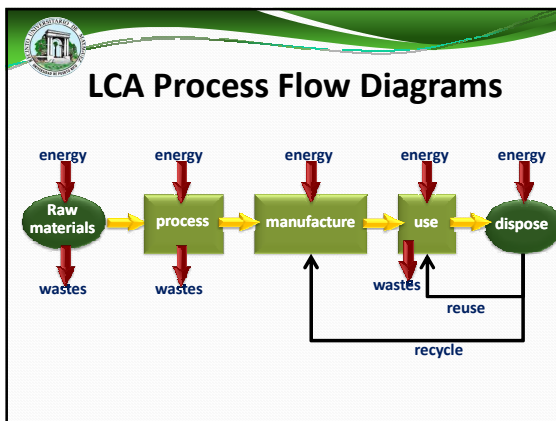 LCA Process Flow Diagrams
energy energy energy energy energy
Raw
materials
process
manufacture
use
dispose
wastes wastes wastes
reuse
recycle